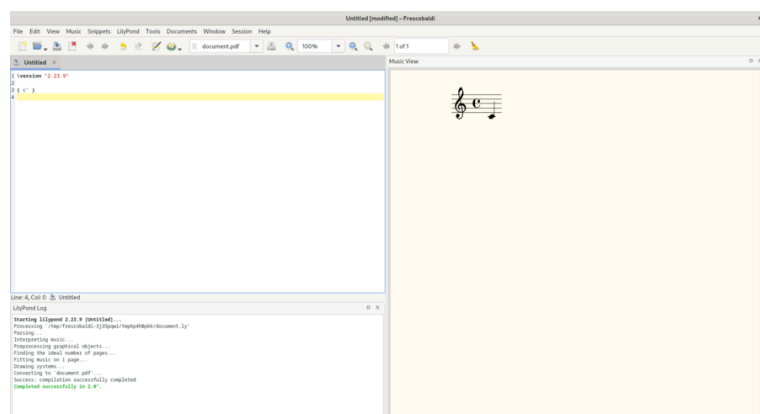 Untitled [modified] – Frescobaldi
File Edit View Music Snippets LilyPond Tools Documents Window Session Help
document.pdf 100% 1 of 1
Untitled
1 \version "2.23.9"
2
3 { c' }
4
Music View
Line: 4, Col: 0 Untitled
LilyPond Log
Starting lilypond 2.23.9 [Untitled]...
Parsing...
Interpreting music...
Preprocessing graphical objects...
Finding the ideal number of pages...
Fitting music on 1 page...
Drawing systems...
Converting to `document.pdf'...
Success: compilation successfully completed
Completed successfully in 2.0".